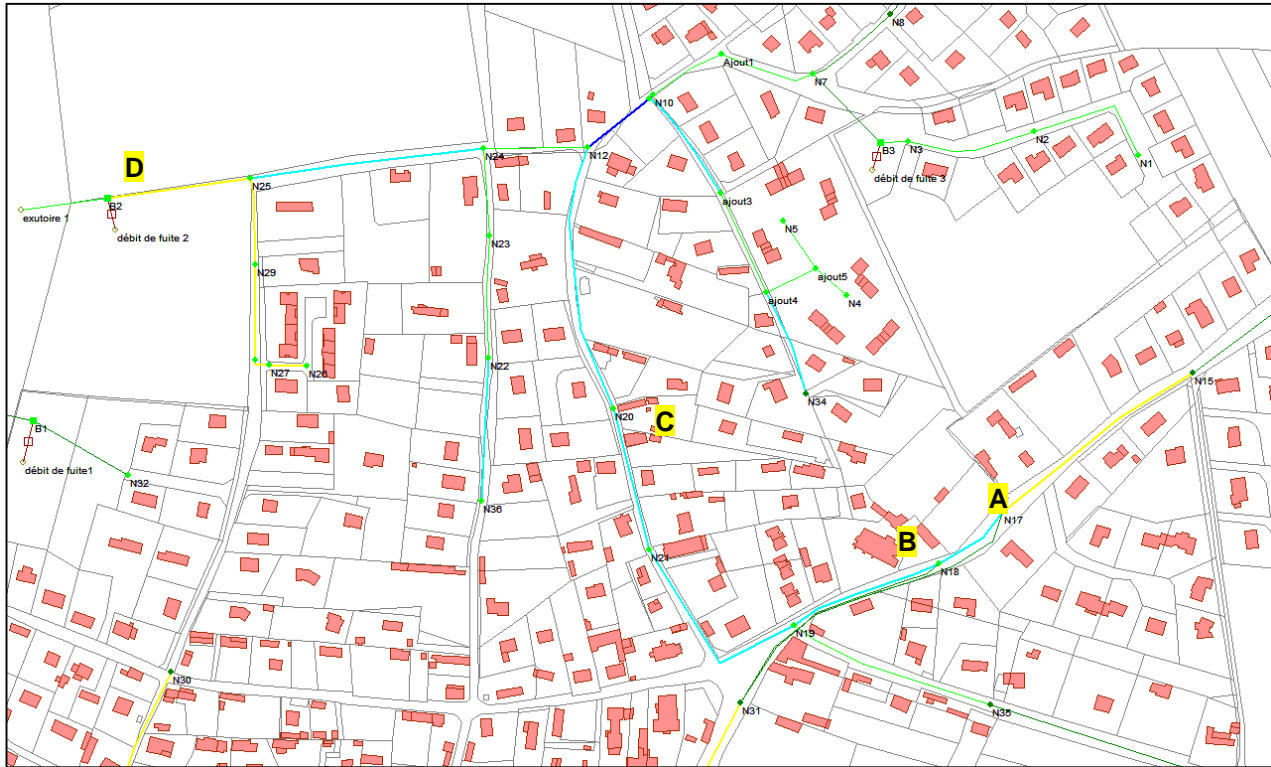 N8
Ajout1
N7
N10
N2
N3
B3
N1
N12
N24
D
débit de fuite 3
N25
ajout3
B2
exutoire 1
N5
débit de fuite 2
N23
N29
ajout5
ajout4
N4
N22
N27
N26
N15
N34
N20
C
B1
débit de fuite1
N32
N36
A
N17
B
N21
N18
N19
N30
N31
N35